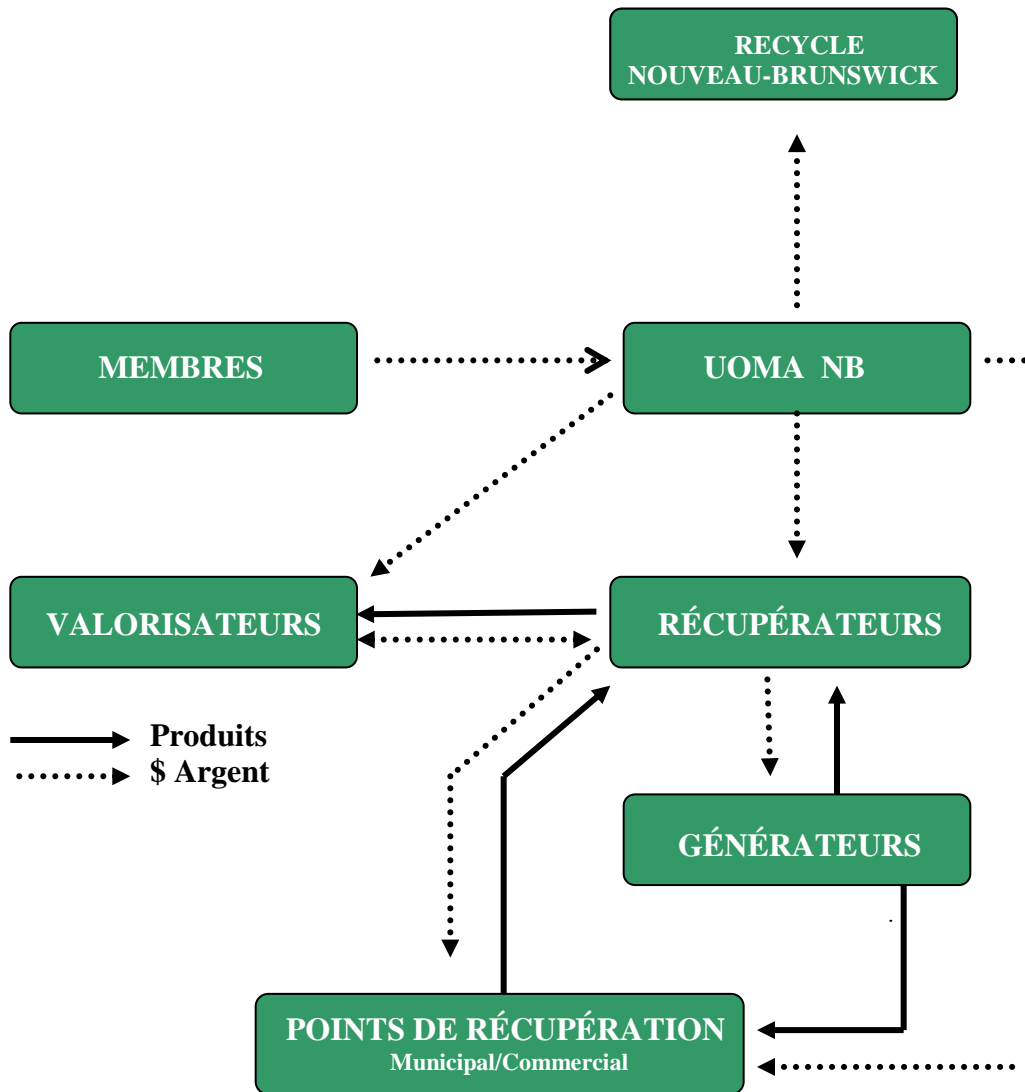 RECYCLE
NOUVEAU-BRUNSWICK
MEMBRES
UOMA NB
VALORISATEURS
RÉCUPÉRATEURS
Produits
$ Argent
GÉNÉRATEURS
POINTS DE RÉCUPÉRATION
Municipal/Commercial